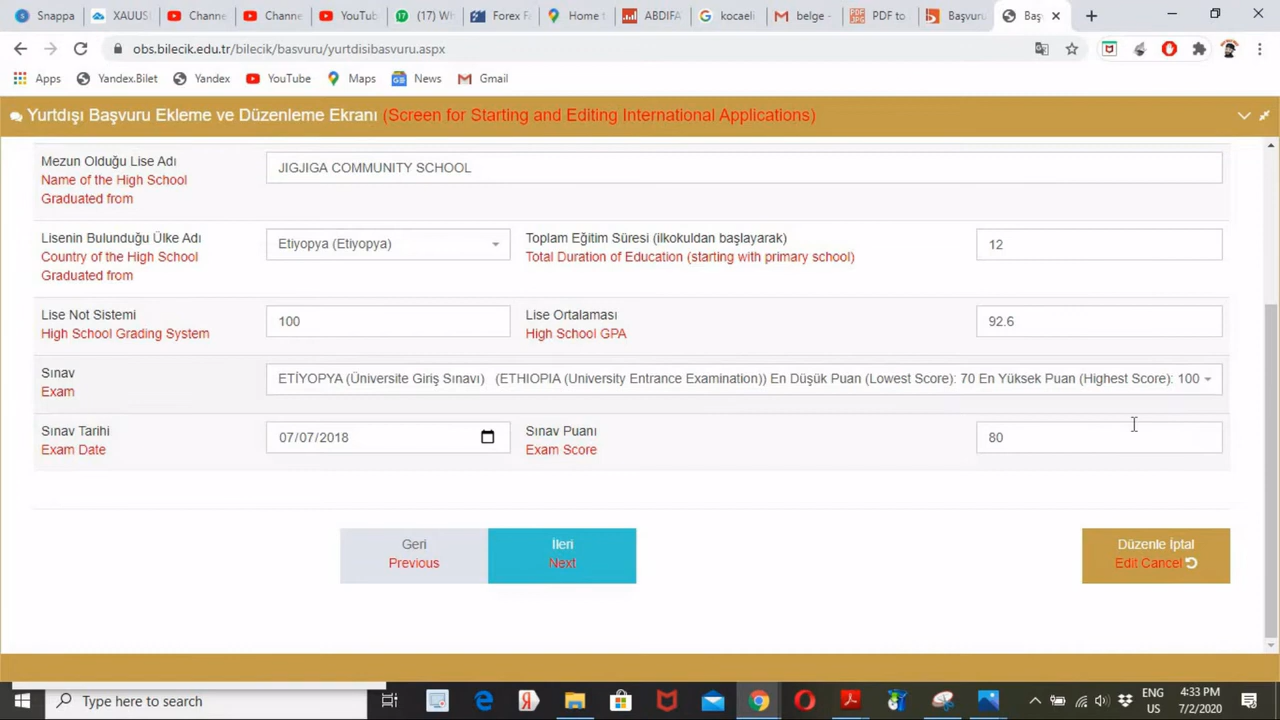 Snappa
XAUUS
Channe
Channe
YouTu
(17) Wh
Forex F
Home t
ABDIFA
kocaeli
belge -
PDF to
Başvuru
Baş
obs.bilecik.edu.tr/bilecik/basvuru/yurtdisibasvuru.aspx
Apps
Yandex.Bilet
Yandex
YouTube
Maps
News
Gmail
Yurtdışı Başvuru Ekleme ve Düzenleme Ekranı (Screen for Starting and Editing International Applications)
Mezun Olduğu Lise Adı
Name of the High School
Graduated from
JIGJIGA COMMUNITY SCHOOL
Lisenin Bulunduğu Ülke Adı
Country of the High School
Graduated from
Etiyopya (Etiyopya)
Toplam Eğitim Süresi (ilkokuldan başlayarak)
Total Duration of Education (starting with primary school)
12
Lise Not Sistemi
High School Grading System
100
Lise Ortalaması
High School GPA
92.6
Sınav
Exam
ETİYOPYA (Üniversite Giriş Sınavı) (ETHIOPIA (University Entrance Examination)) En Düşük Puan (Lowest Score): 70 En Yüksek Puan (Highest Score): 100
Sınav Tarihi
Exam Date
07/07/2018
Sınav Puanı
Exam Score
80
Geri
Previous
İleri
Next
Düzenle İptal
Edit Cancel
Type here to search
ENG
US
4:33 PM
7/2/2020